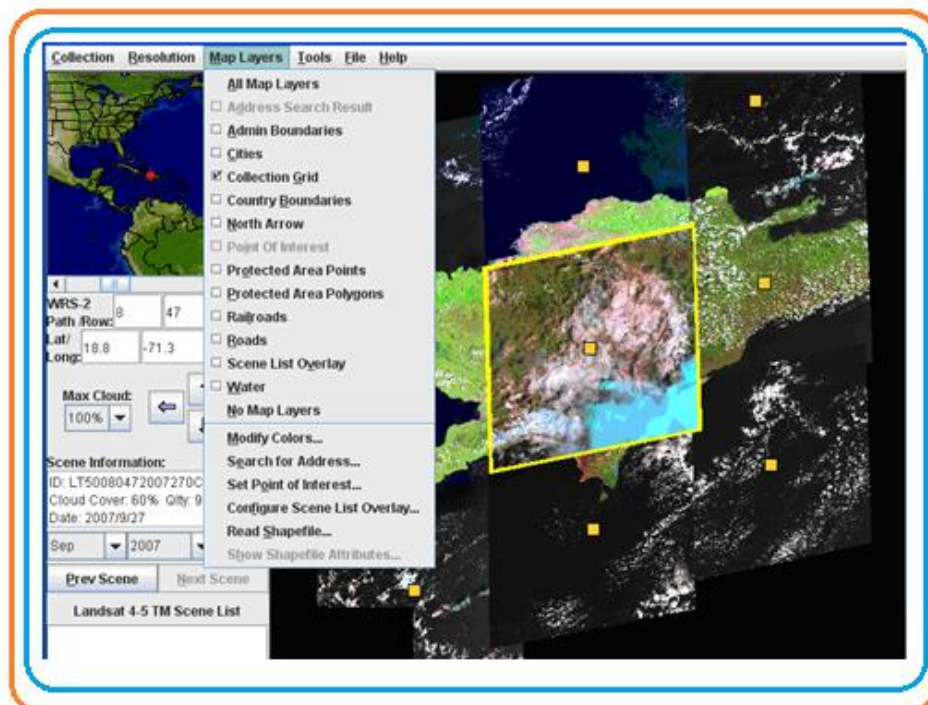 Collection Resolution Map Layers Tools File Help
All Map Layers
Address Search Result
Admin Boundaries
Cities
Collection Grid
Country Boundaries
North Arrow
Point Of Interest
Protected Area Points
Protected Area Polygons
Railroads
Roads
Scene List Overlay
Water
No Map Layers
Modify Colors...
Search for Address...
Set Point of Interest...
Configure Scene List Overlay...
Read Shapefile...
Show Shapefile Attributes...
WRS-2
Path /Row: 8 47
Lat/
Long: 18.8 -71.3
Max Cloud:
100%
Scene Information:
ID: LT50080472007270C
Cloud Cover: 60% Qlty: 9
Date: 2007/9/27
Sep 2007
Prev Scene Next Scene
Landsat 4-5 TM Scene List